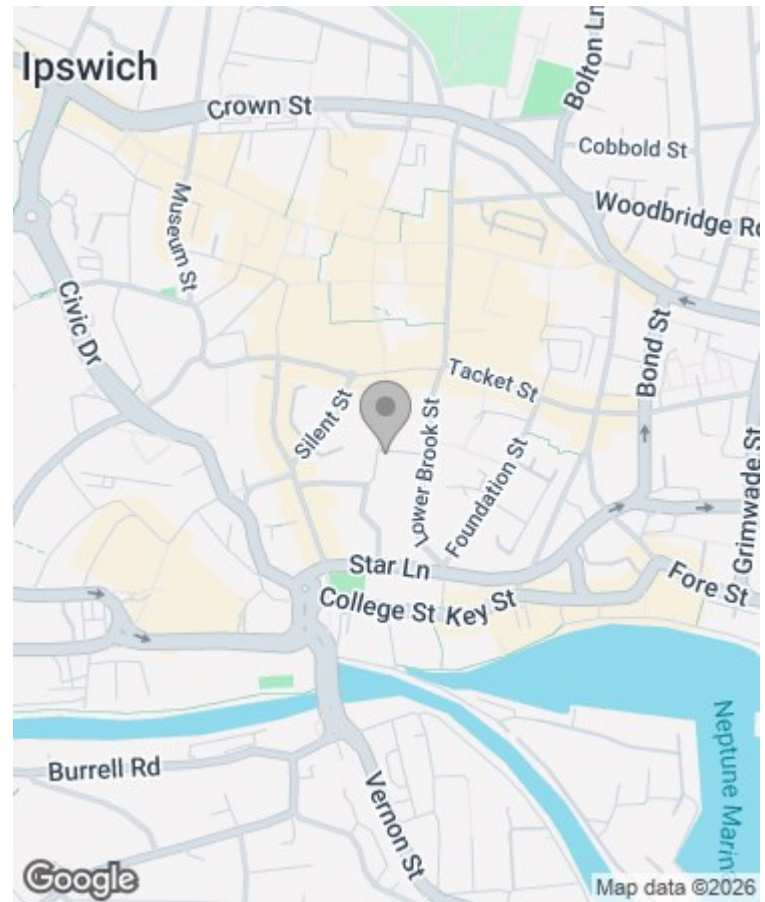 Ipswich
Crown St
Bolton Ln
Cobbold St
Woodbridge Rd
Museum St
Civic Dr
Bond St
Tacket St
Silent St
Lower Brook St
Foundation St
Grimwade St
Star Ln
Fore St
College St
Key St
Neptune Marin
Burrell Rd
Vernon St
Google
Map data ©2026